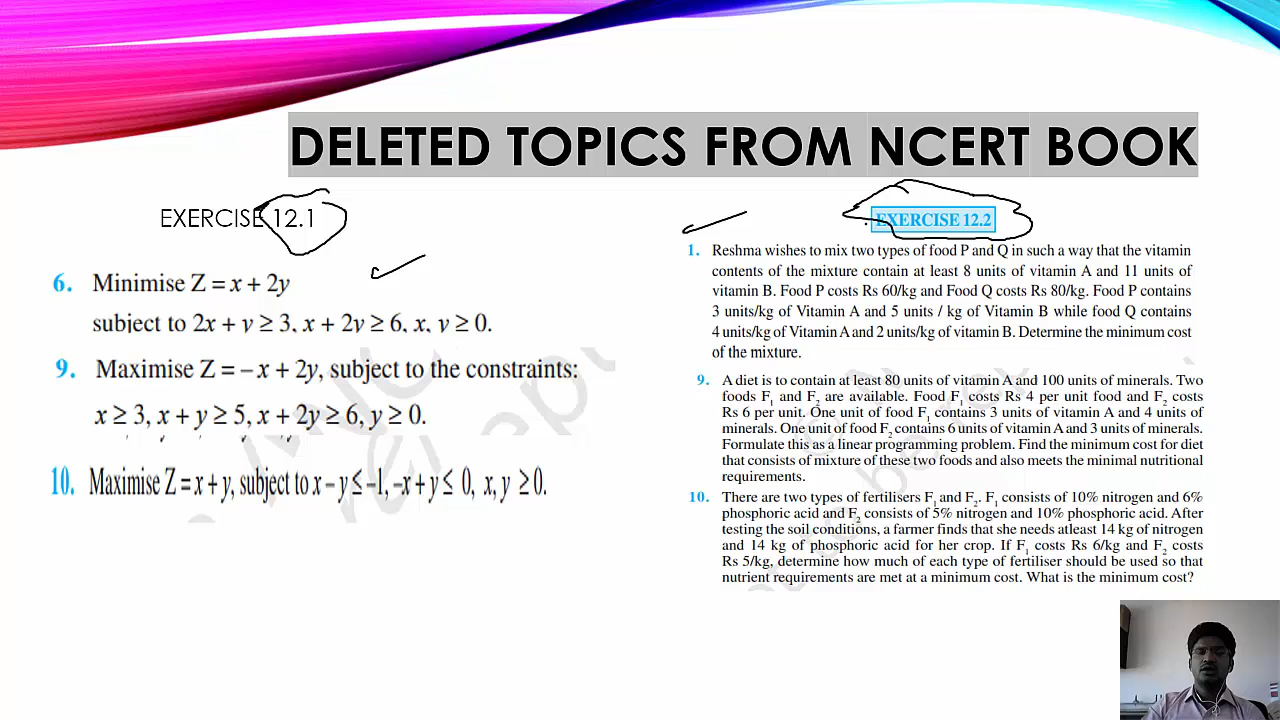 DELETED TOPICS FROM NCERT BOOK
EXERCISE 12.1
6. Minimise Z = x + 2y
subject to 2x + y ≥ 3, x + 2y ≥ 6, x, y ≥ 0.
9. Maximise Z = – x + 2y, subject to the constraints:
x ≥ 3, x + y ≥ 5, x + 2y ≥ 6, y ≥ 0.
10. Maximise Z = x + y, subject to x – y ≤ –1, –x + y ≤ 0, x, y ≥ 0.
EXERCISE 12.2
1. Reshma wishes to mix two types of food P and Q in such a way that the vitamin
contents of the mixture contain at least 8 units of vitamin A and 11 units of
vitamin B. Food P costs Rs 60/kg and Food Q costs Rs 80/kg. Food P contains
3 units/kg of Vitamin A and 5 units / kg of Vitamin B while food Q contains
4 units/kg of Vitamin A and 2 units/kg of vitamin B. Determine the minimum cost
of the mixture.
9. A diet is to contain at least 80 units of vitamin A and 100 units of minerals. Two
foods F₁ and F₂ are available. Food F₁ costs Rs 4 per unit food and F₂ costs
Rs 6 per unit. One unit of food F₁ contains 3 units of vitamin A and 4 units of
minerals. One unit of food F₂ contains 6 units of vitamin A and 3 units of minerals.
Formulate this as a linear programming problem. Find the minimum cost for diet
that consists of mixture of these two foods and also meets the minimal nutritional
requirements.
10. There are two types of fertilisers F₁ and F₂. F₁ consists of 10% nitrogen and 6%
phosphoric acid and F₂ consists of 5% nitrogen and 10% phosphoric acid. After
testing the soil conditions, a farmer finds that she needs atleast 14 kg of nitrogen
and 14 kg of phosphoric acid for her crop. If F₁ costs Rs 6/kg and F₂ costs
Rs 5/kg, determine how much of each type of fertiliser should be used so that
nutrient requirements are met at a minimum cost. What is the minimum cost?